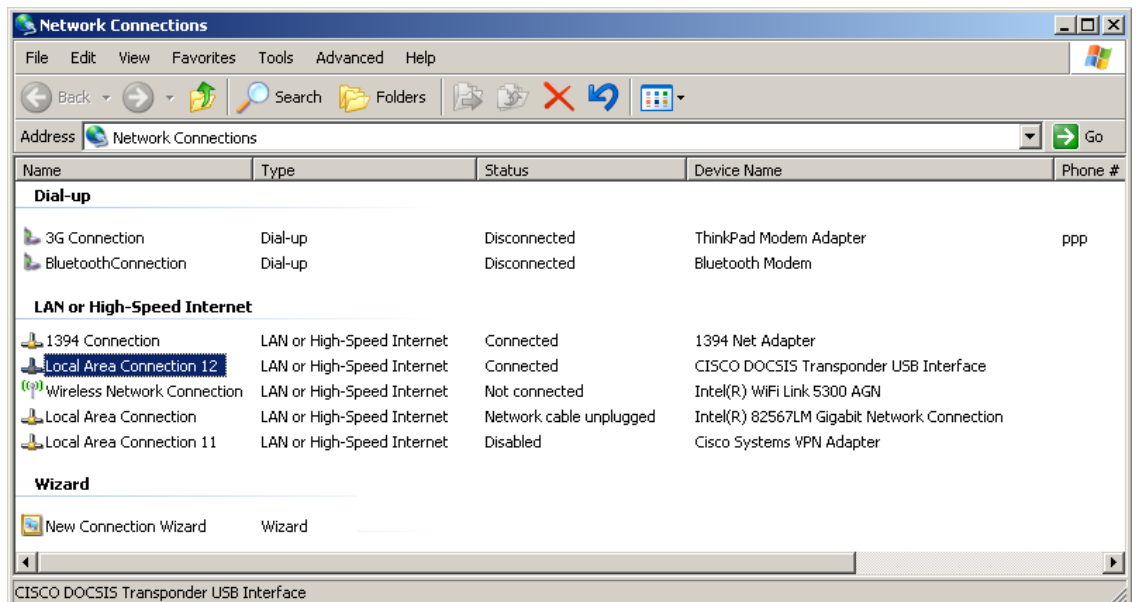 Network Connections
File Edit View Favorites Tools Advanced Help
Back Search Folders
Address Network Connections Go
Name Type Status Device Name Phone #
Dial-up
3G Connection Dial-up Disconnected ThinkPad Modem Adapter ppp
BluetoothConnection Dial-up Disconnected Bluetooth Modem
LAN or High-Speed Internet
1394 Connection LAN or High-Speed Internet Connected 1394 Net Adapter
Local Area Connection 12 LAN or High-Speed Internet Connected CISCO DOCSIS Transponder USB Interface
Wireless Network Connection LAN or High-Speed Internet Not connected Intel(R) WiFi Link 5300 AGN
Local Area Connection LAN or High-Speed Internet Network cable unplugged Intel(R) 82567LM Gigabit Network Connection
Local Area Connection 11 LAN or High-Speed Internet Disabled Cisco Systems VPN Adapter
Wizard
New Connection Wizard Wizard
CISCO DOCSIS Transponder USB Interface